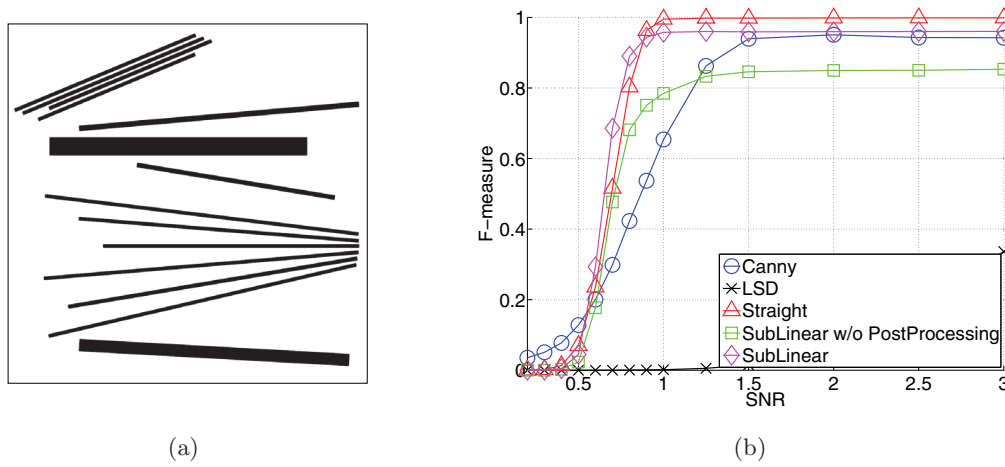 1
0.8
0.6
0.4
0.2
0
F-measure
0.5
1
1.5
2
2.5
3
SNR
Canny
LSD
Straight
SubLinear w/o PostProcessing
SubLinear
(a)
(b)